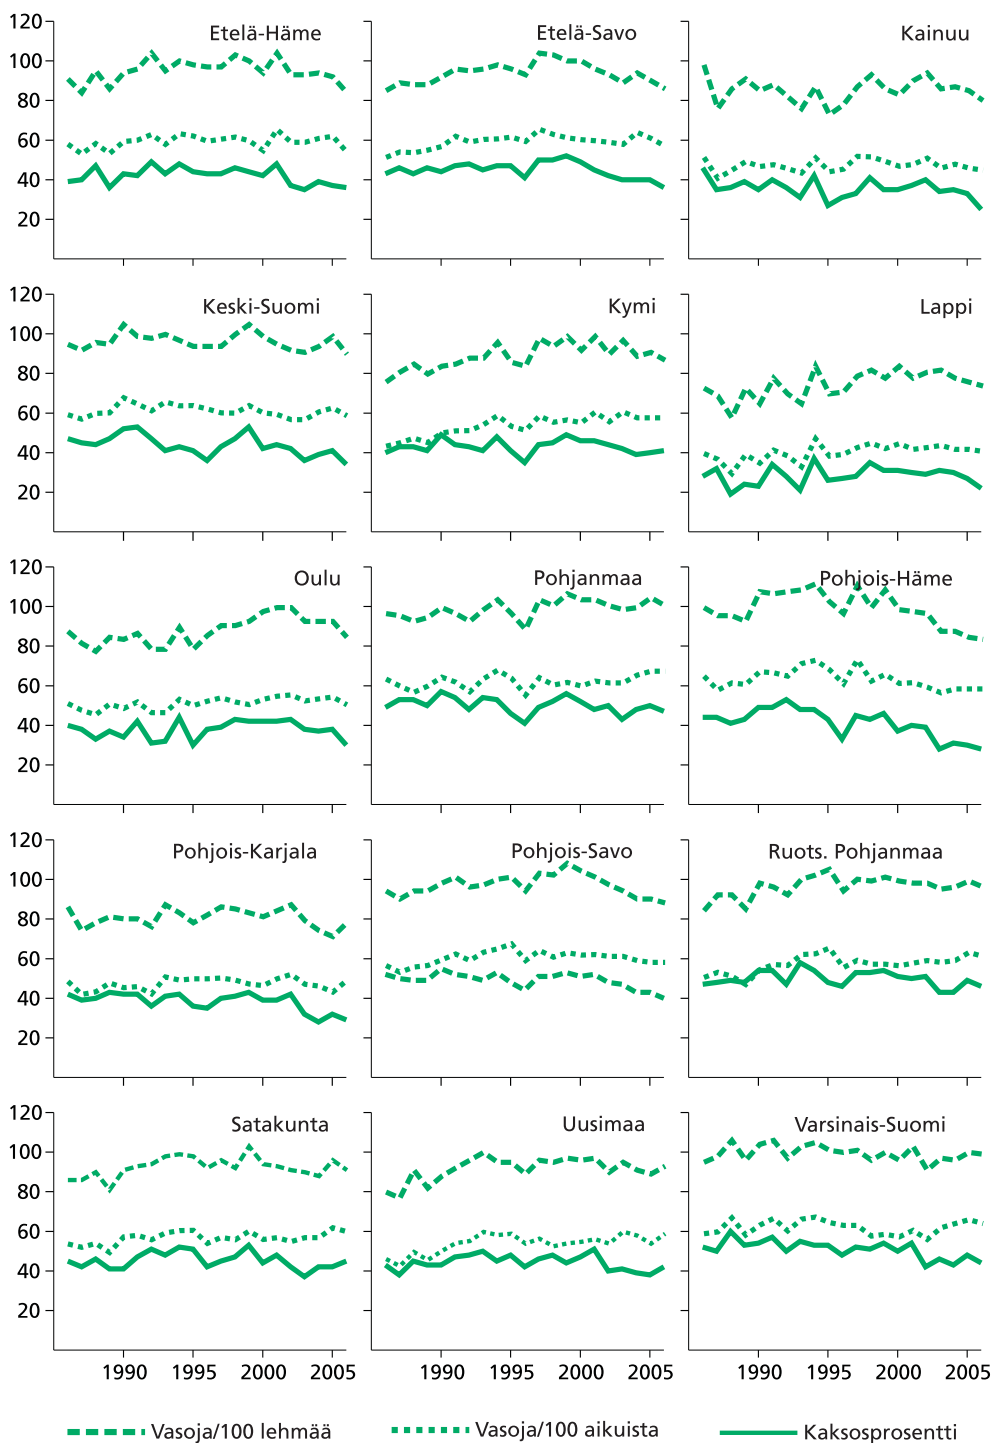 120
100
80
60
40
20
Etelä-Häme
Etelä-Savo
Kainuu
120
100
80
60
40
20
Keski-Suomi
Kymi
Lappi
120
100
80
60
40
20
Oulu
Pohjanmaa
Pohjois-Häme
120
100
80
60
40
20
Pohjois-Karjala
Pohjois-Savo
Ruots. Pohjanmaa
120
100
80
60
40
20
Satakunta
Uusimaa
Varsinais-Suomi
1990 1995 2000 2005
1990 1995 2000 2005
1990 1995 2000 2005
Vasoja/100 lehmää
Vasoja/100 aikuista
Kaksosprosentti